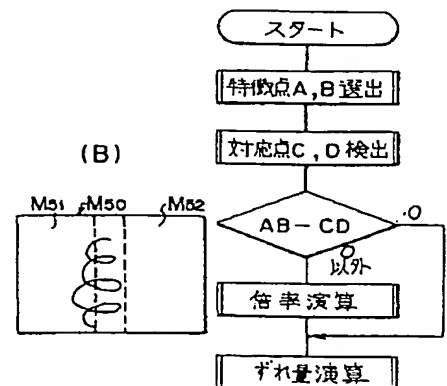 スタート
特徴点A,B選出
対応点C,D検出
(B)
AB-CD
0
0
以外
M51 M50 M52
倍率演算
ずれ量演算